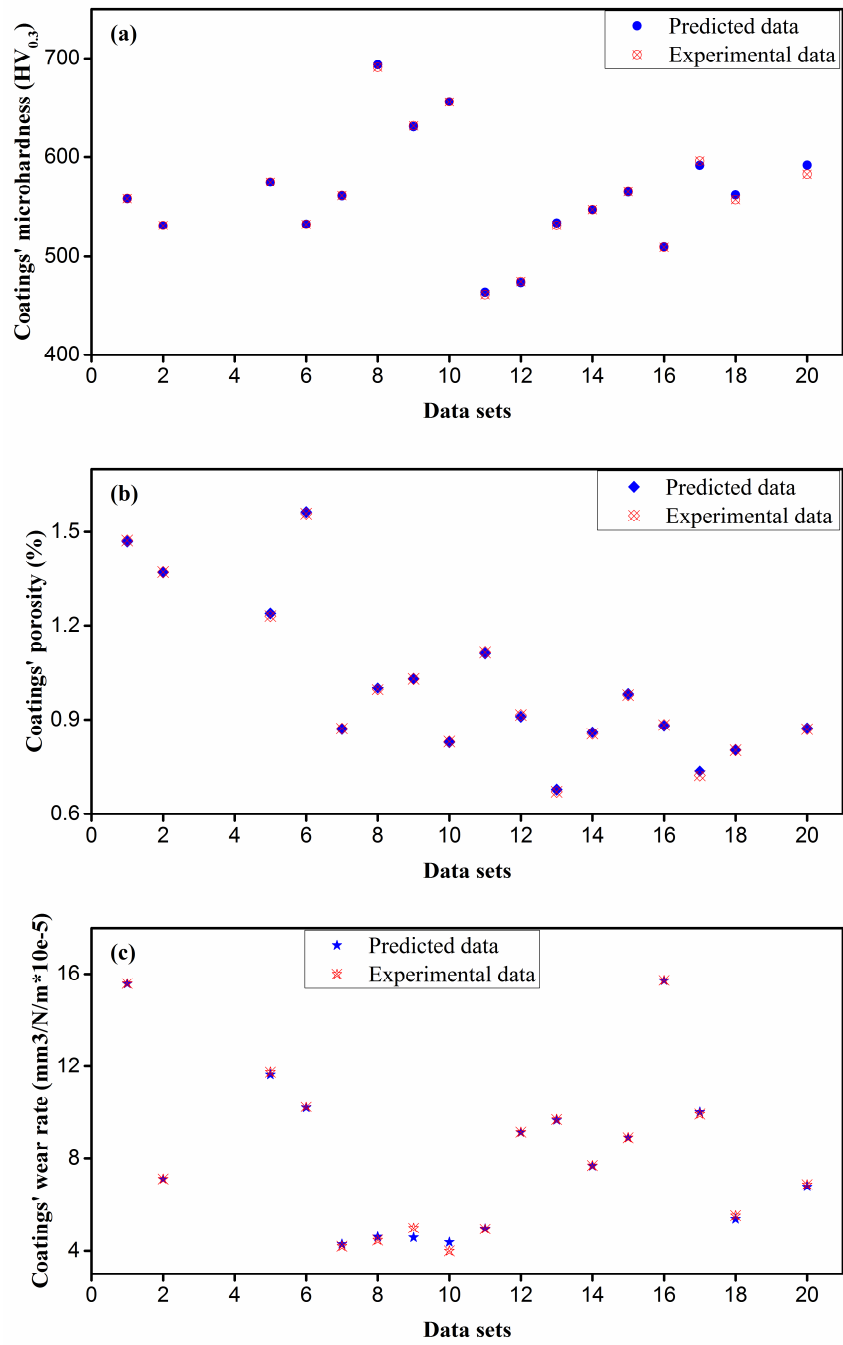 (a)
Predicted data
Experimental data
Coatings' microhardness (HV0.3)
700
600
500
400
0 2 4 6 8 10 12 14 16 18 20
Data sets
(b)
Predicted data
Experimental data
Coatings' porosity (%)
1.5
1.2
0.9
0.6
0 2 4 6 8 10 12 14 16 18 20
Data sets
(c)
Predicted data
Experimental data
Coatings' wear rate (mm3/N/m*10e-5)
16
12
8
4
0 2 4 6 8 10 12 14 16 18 20
Data sets